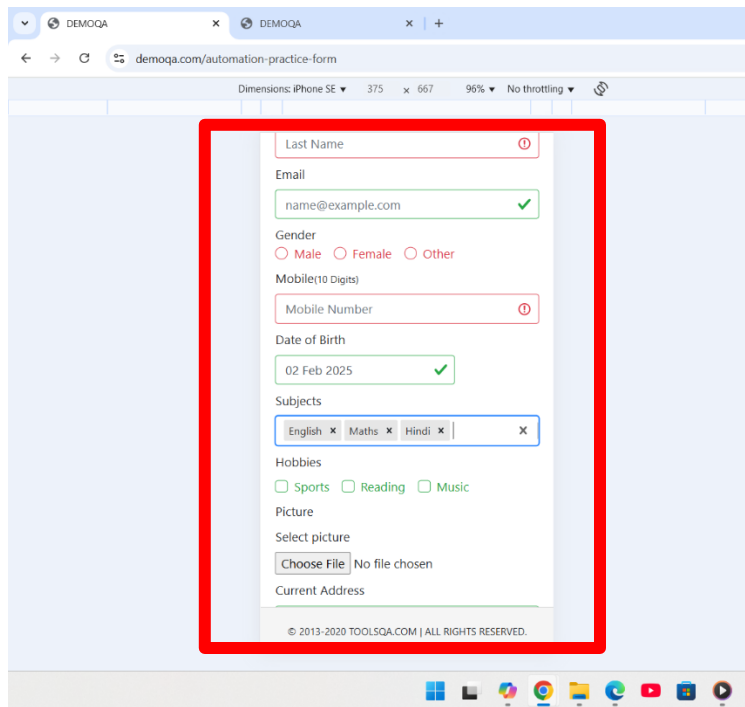 DEMOQA
DEMOQA
demoqa.com/automation-practice-form
Dimensions: iPhone SE ▼ 375 x 667 96% ▼ No throttling ▼
Last Name
Email
name@example.com
Gender
Male Female Other
Mobile(10 Digits)
Mobile Number
Date of Birth
02 Feb 2025
Subjects
English × Maths × Hindi ×
Hobbies
Sports Reading Music
Picture
Select picture
Choose File No file chosen
Current Address
© 2013-2020 TOOLSQA.COM | ALL RIGHTS RESERVED.